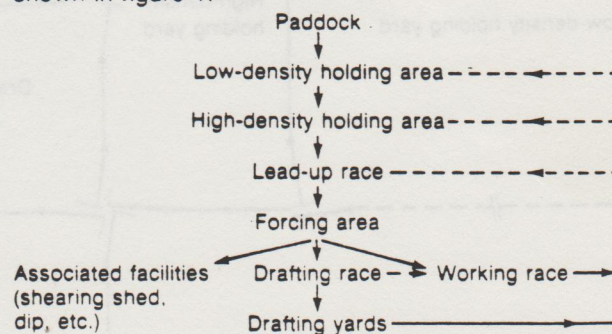 Paddock
Low-density holding area
High-density holding area
Lead-up race
Forcing area
Associated facilities
(shearing shed,
dip, etc.)
Drafting race
Working race
Drafting yards